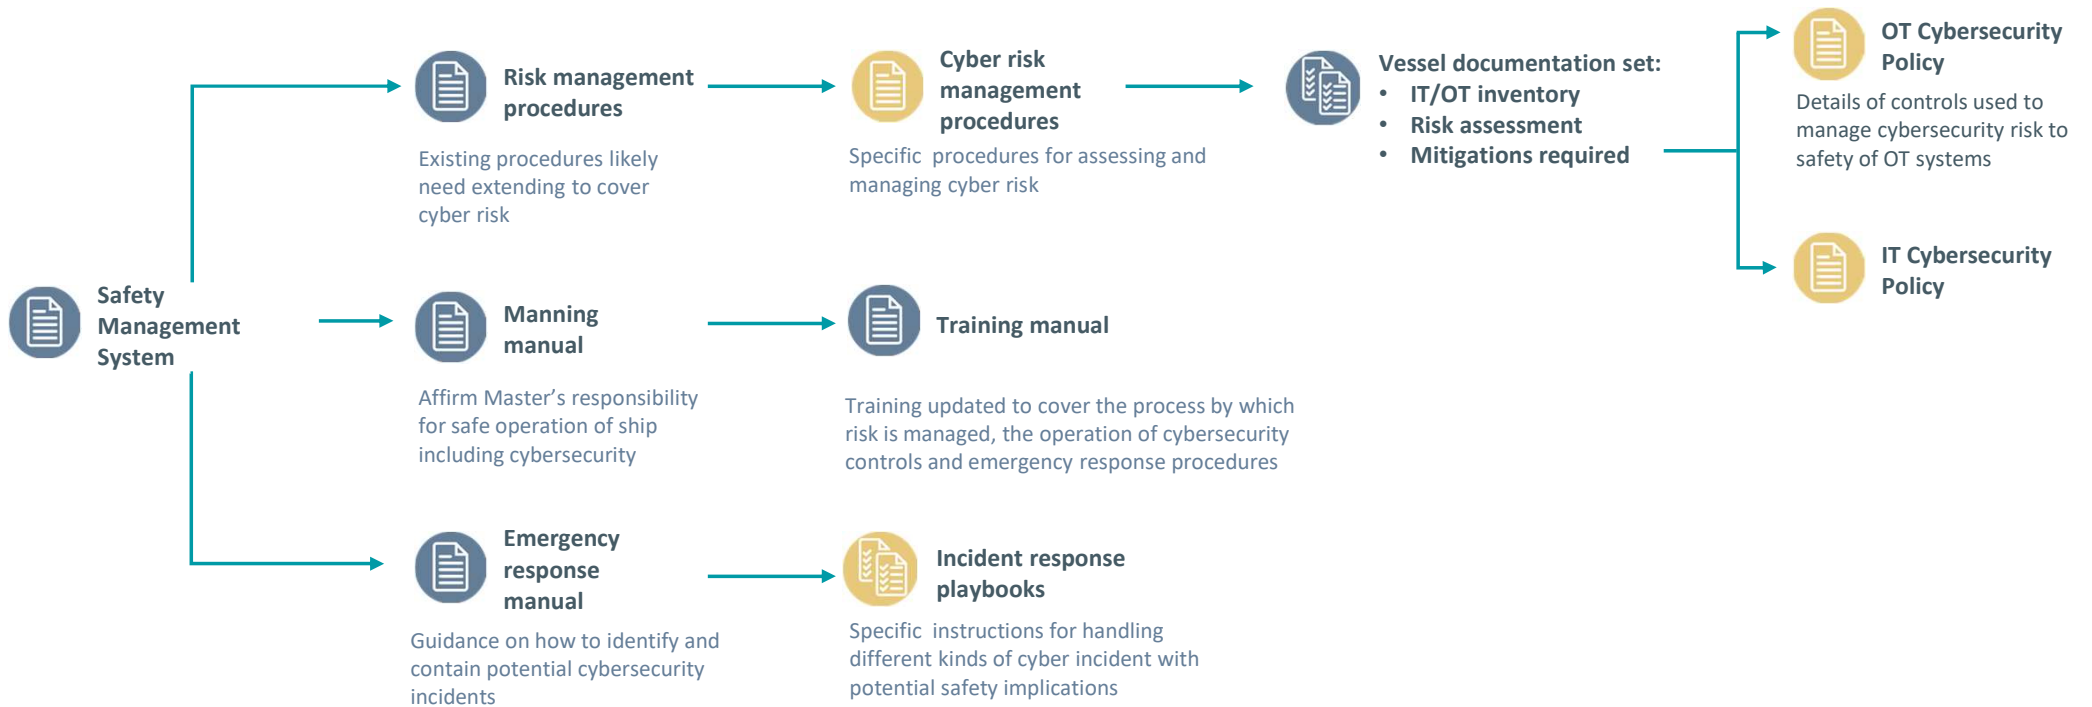 Safety
Management
System
Risk management
procedures
Existing procedures likely
need extending to cover
cyber risk
Cyber risk
management
procedures
Specific  procedures for assessing and
managing cyber risk
Vessel documentation set:
• IT/OT inventory
• Risk assessment
• Mitigations required
OT Cybersecurity
Policy
Details of controls used to
manage cybersecurity risk to
safety of OT systems
IT Cybersecurity
Policy
Manning
manual
Affirm Master’s responsibility
for safe operation of ship
including cybersecurity
Training manual
Training updated to cover the process by which
risk is managed, the operation of cybersecurity
controls and emergency response procedures
Emergency
response
manual
Guidance on how to identify and
contain potential cybersecurity
incidents
Incident response
playbooks
Specific  instructions for handling
different kinds of cyber incident with
potential safety implications